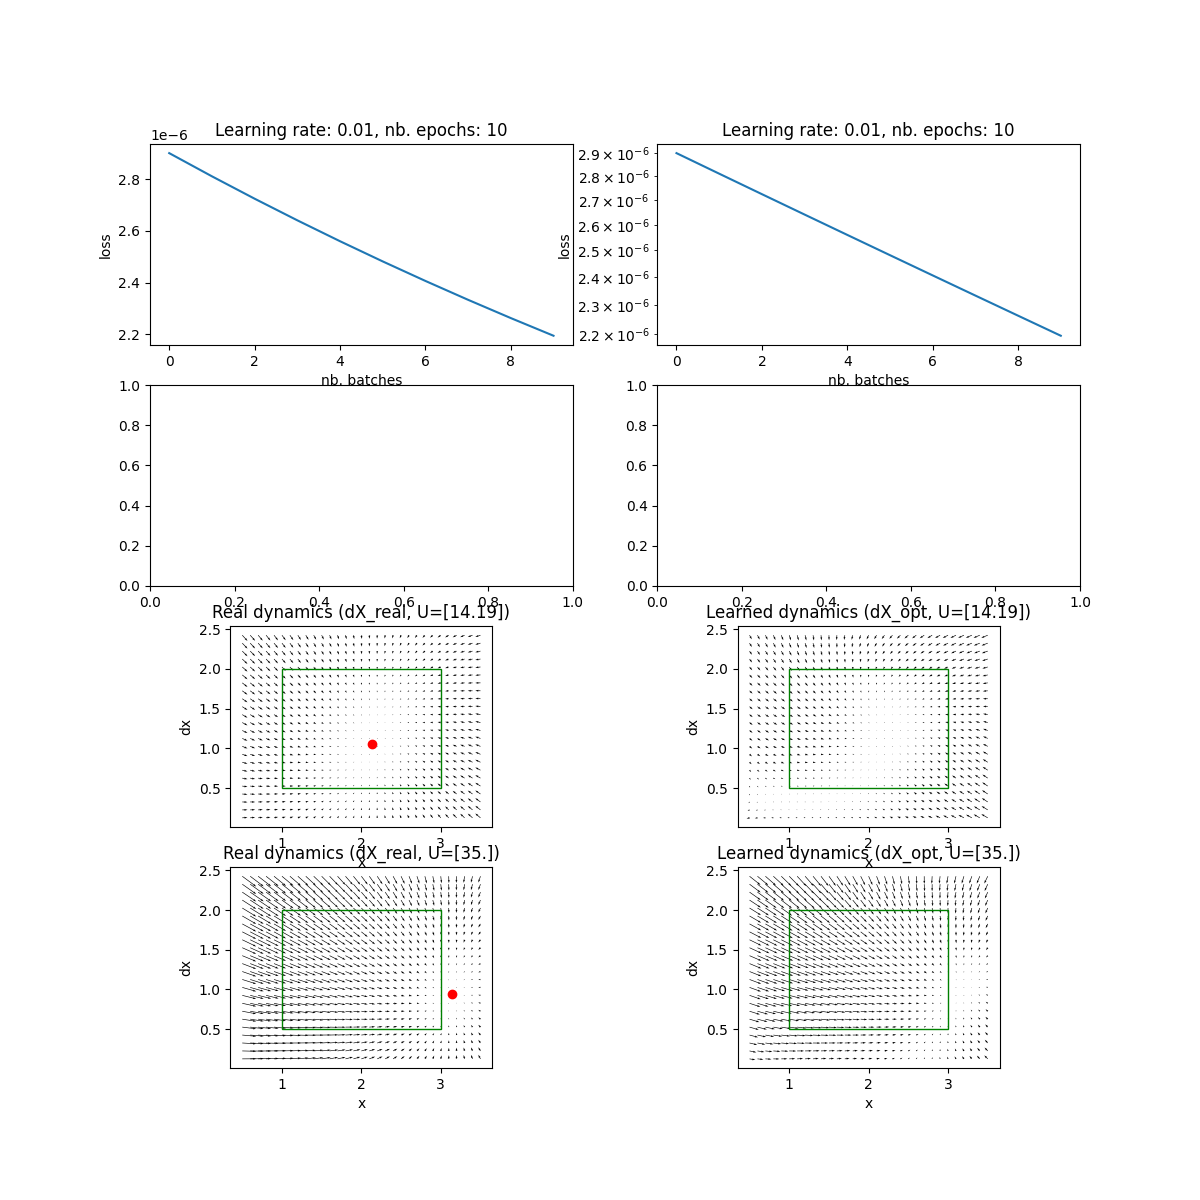 Learning rate: 0.01, nb. epochs: 10
1e−6
loss
2.8
2.6
2.4
2.2
0 2 4 6 8
nb. batches
Learning rate: 0.01, nb. epochs: 10
loss
2.9 × 10⁻⁶
2.8 × 10⁻⁶
2.7 × 10⁻⁶
2.6 × 10⁻⁶
2.5 × 10⁻⁶
2.4 × 10⁻⁶
2.3 × 10⁻⁶
2.2 × 10⁻⁶
0 2 4 6 8
nb. batches
1.0
0.8
0.6
0.4
0.2
0.0
0.0 0.2 0.4 0.6 0.8 1.0
1.0
0.8
0.6
0.4
0.2
0.0
0.0 0.2 0.4 0.6 0.8 1.0
Real dynamics (dX_real, U=[14.19])
dx
2.5
2.0
1.5
1.0
0.5
1 2 3
x
Learned dynamics (dX_opt, U=[14.19])
dx
2.5
2.0
1.5
1.0
0.5
1 2 3
x
Real dynamics (dX_real, U=[35.])
dx
2.5
2.0
1.5
1.0
0.5
1 2 3
x
Learned dynamics (dX_opt, U=[35.])
dx
2.5
2.0
1.5
1.0
0.5
1 2 3
x